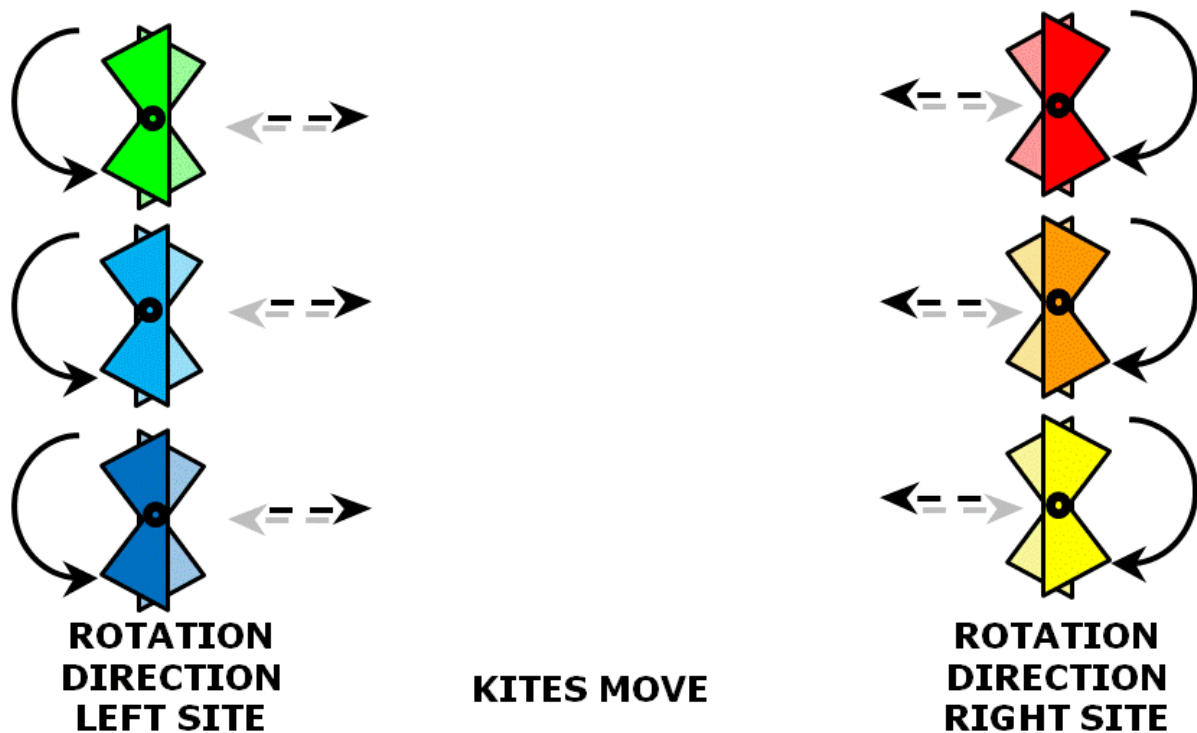 ROTATION
DIRECTION
LEFT SITE
KITES MOVE
ROTATION
DIRECTION
RIGHT SITE